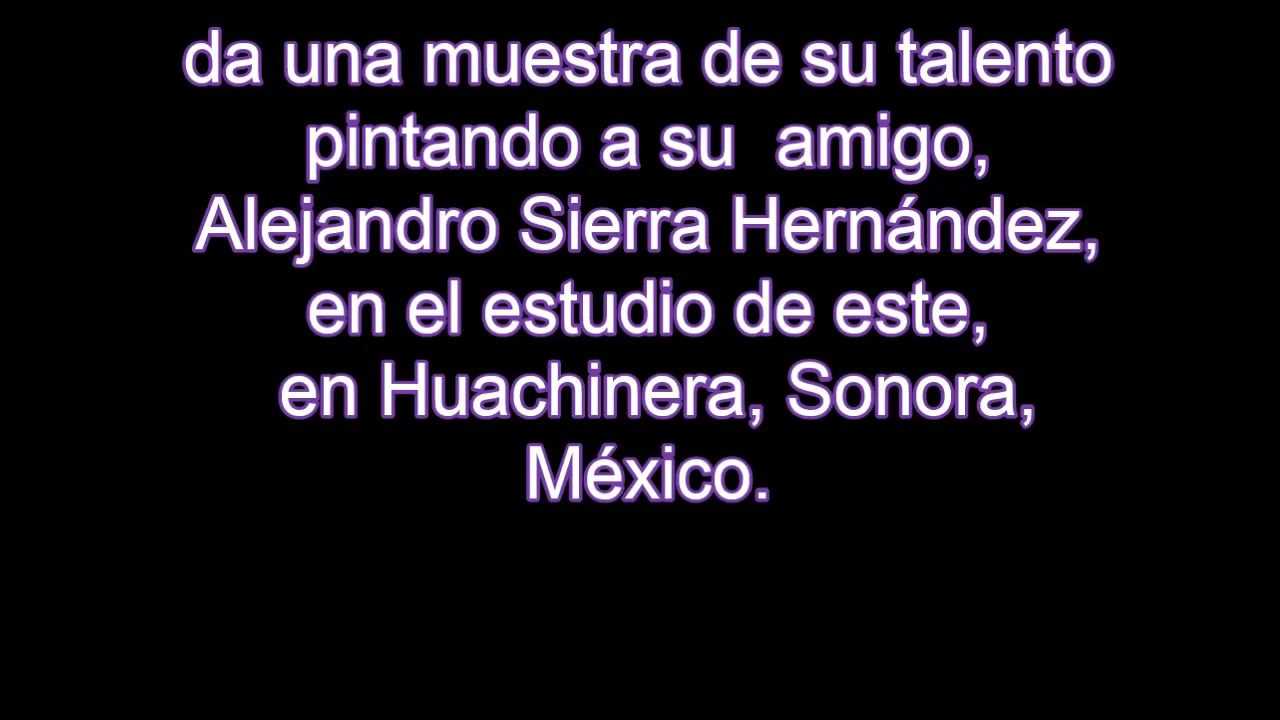 da una muestra de su talento
pintando a su  amigo,
Alejandro Sierra Hernández,
en el estudio de este,
en Huachinera, Sonora,
México.